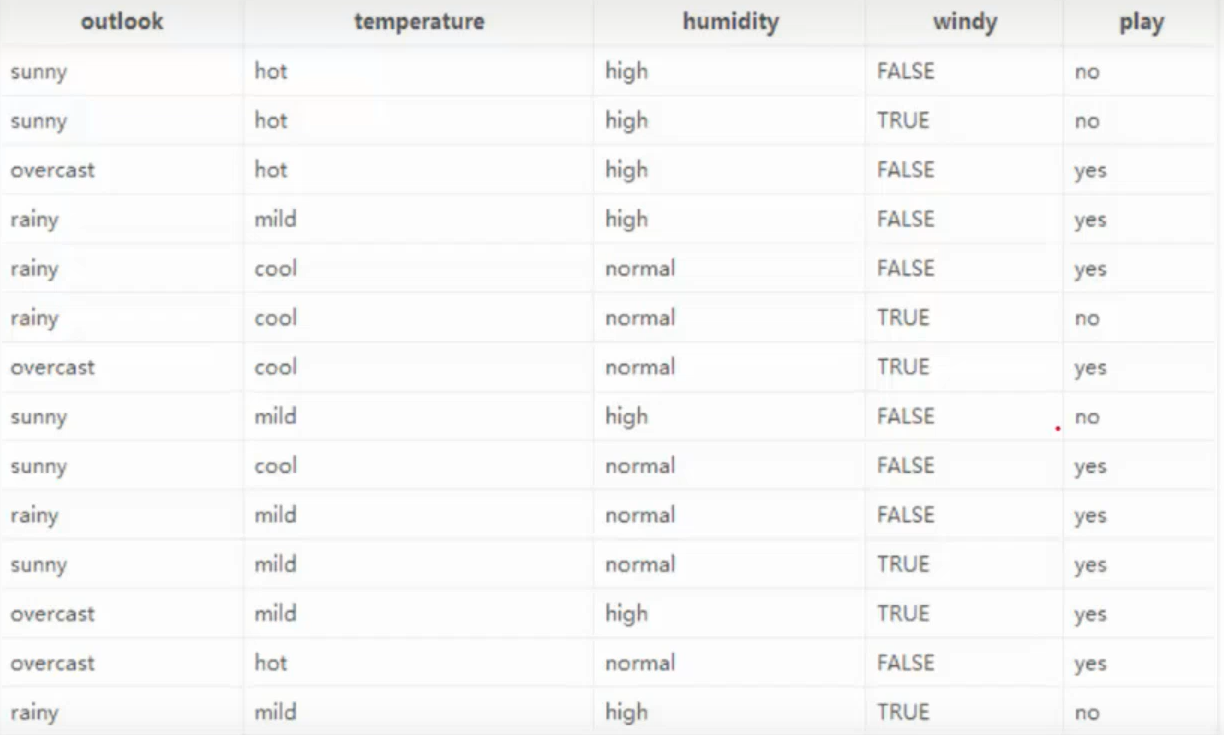 outlook temperature humidity windy play
sunny hot high FALSE no
sunny hot high TRUE no
overcast hot high FALSE yes
rainy mild high FALSE yes
rainy cool normal FALSE yes
rainy cool normal TRUE no
overcast cool normal TRUE yes
sunny mild high FALSE no
sunny cool normal FALSE yes
rainy mild normal FALSE yes
sunny mild normal TRUE yes
overcast mild high TRUE yes
overcast hot normal FALSE yes
rainy mild high TRUE no